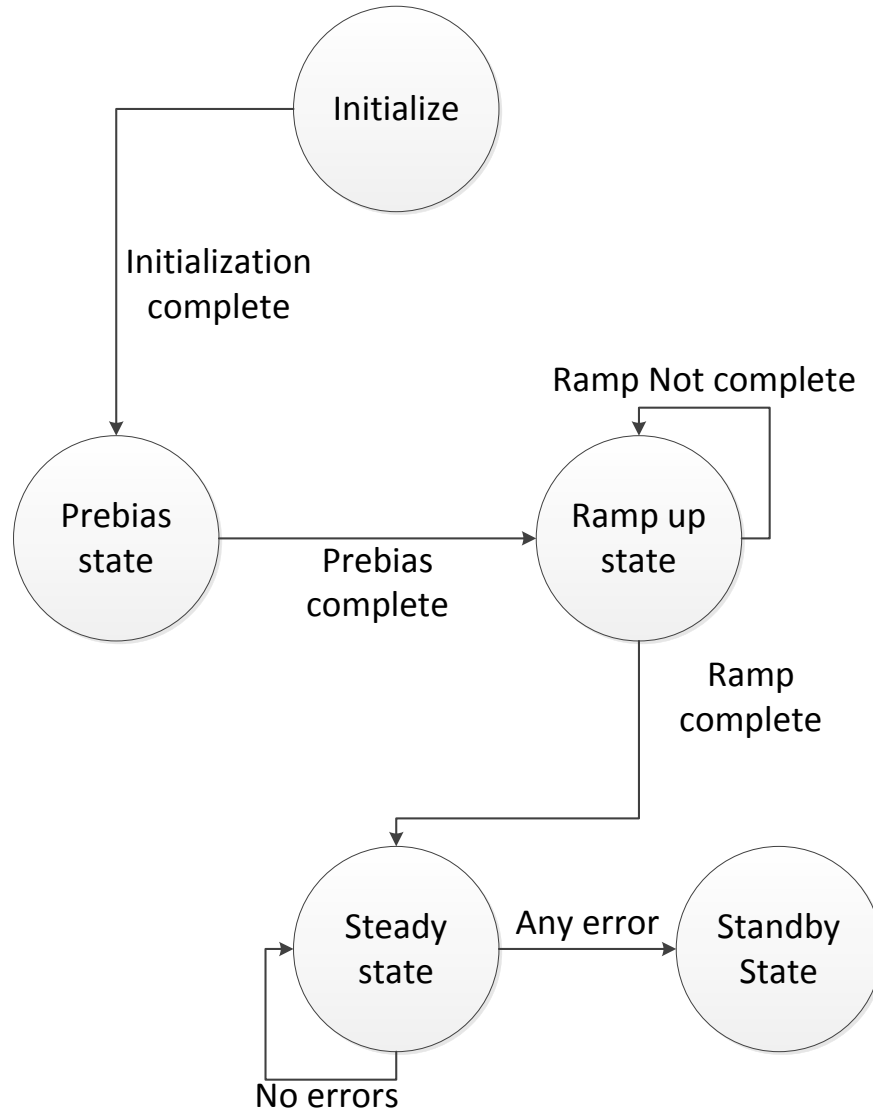 Initialize
Initialization
complete
Ramp Not complete
Prebias
state
Prebias
complete
Ramp up
state
Ramp
complete
Steady
state
Any error
Standby
State
No errors